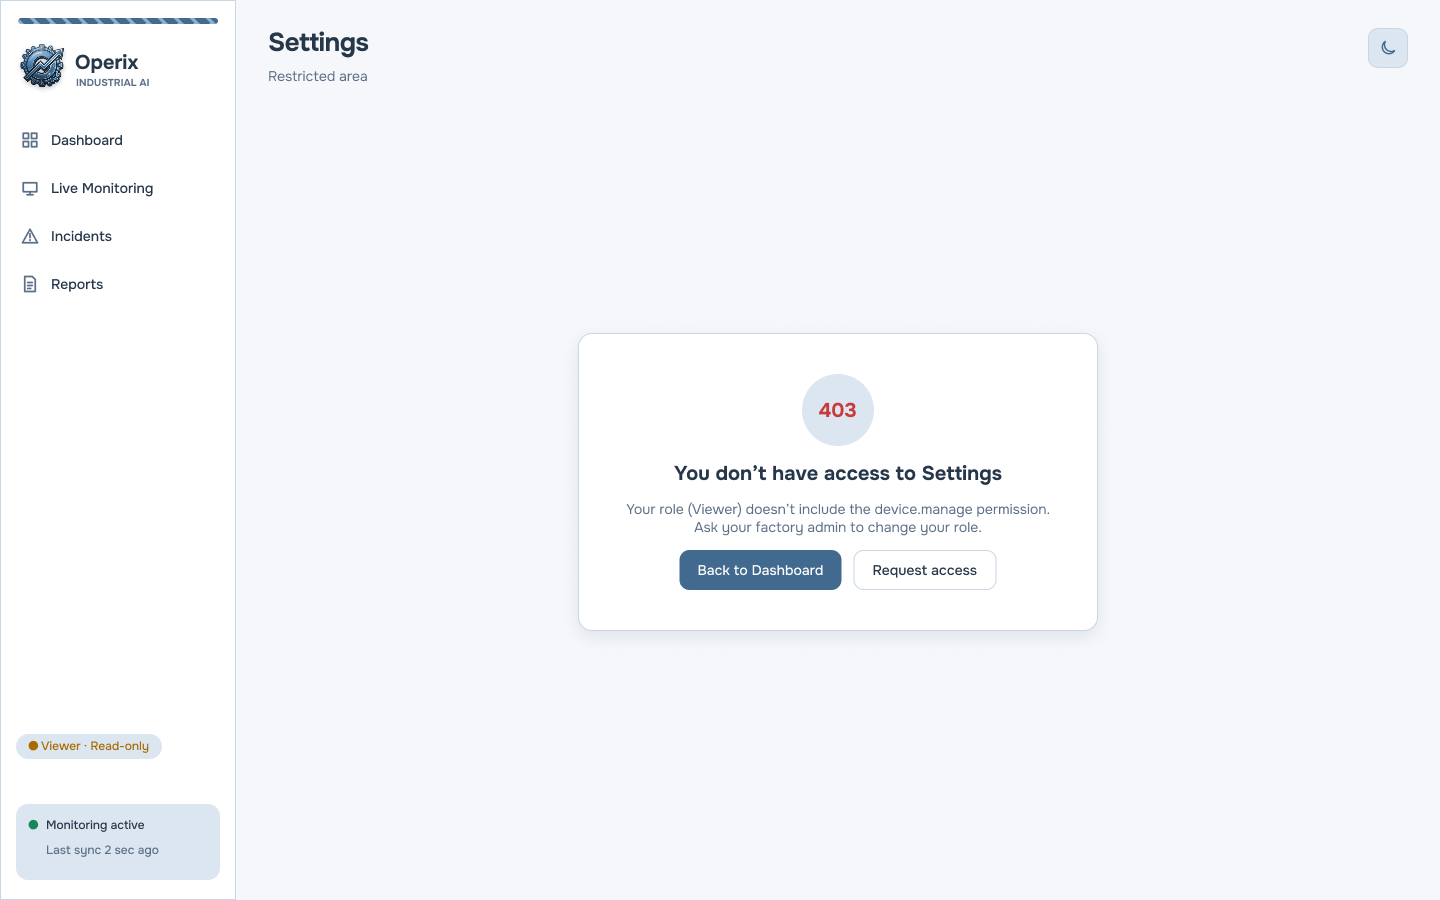 Operix
INDUSTRIAL AI
Dashboard
Live Monitoring
Incidents
Reports
Viewer · Read-only
Monitoring active
Last sync 2 sec ago
Settings
Restricted area
403
You don’t have access to Settings
Your role (Viewer) doesn’t include the device.manage permission.
Ask your factory admin to change your role.
Back to Dashboard
Request access